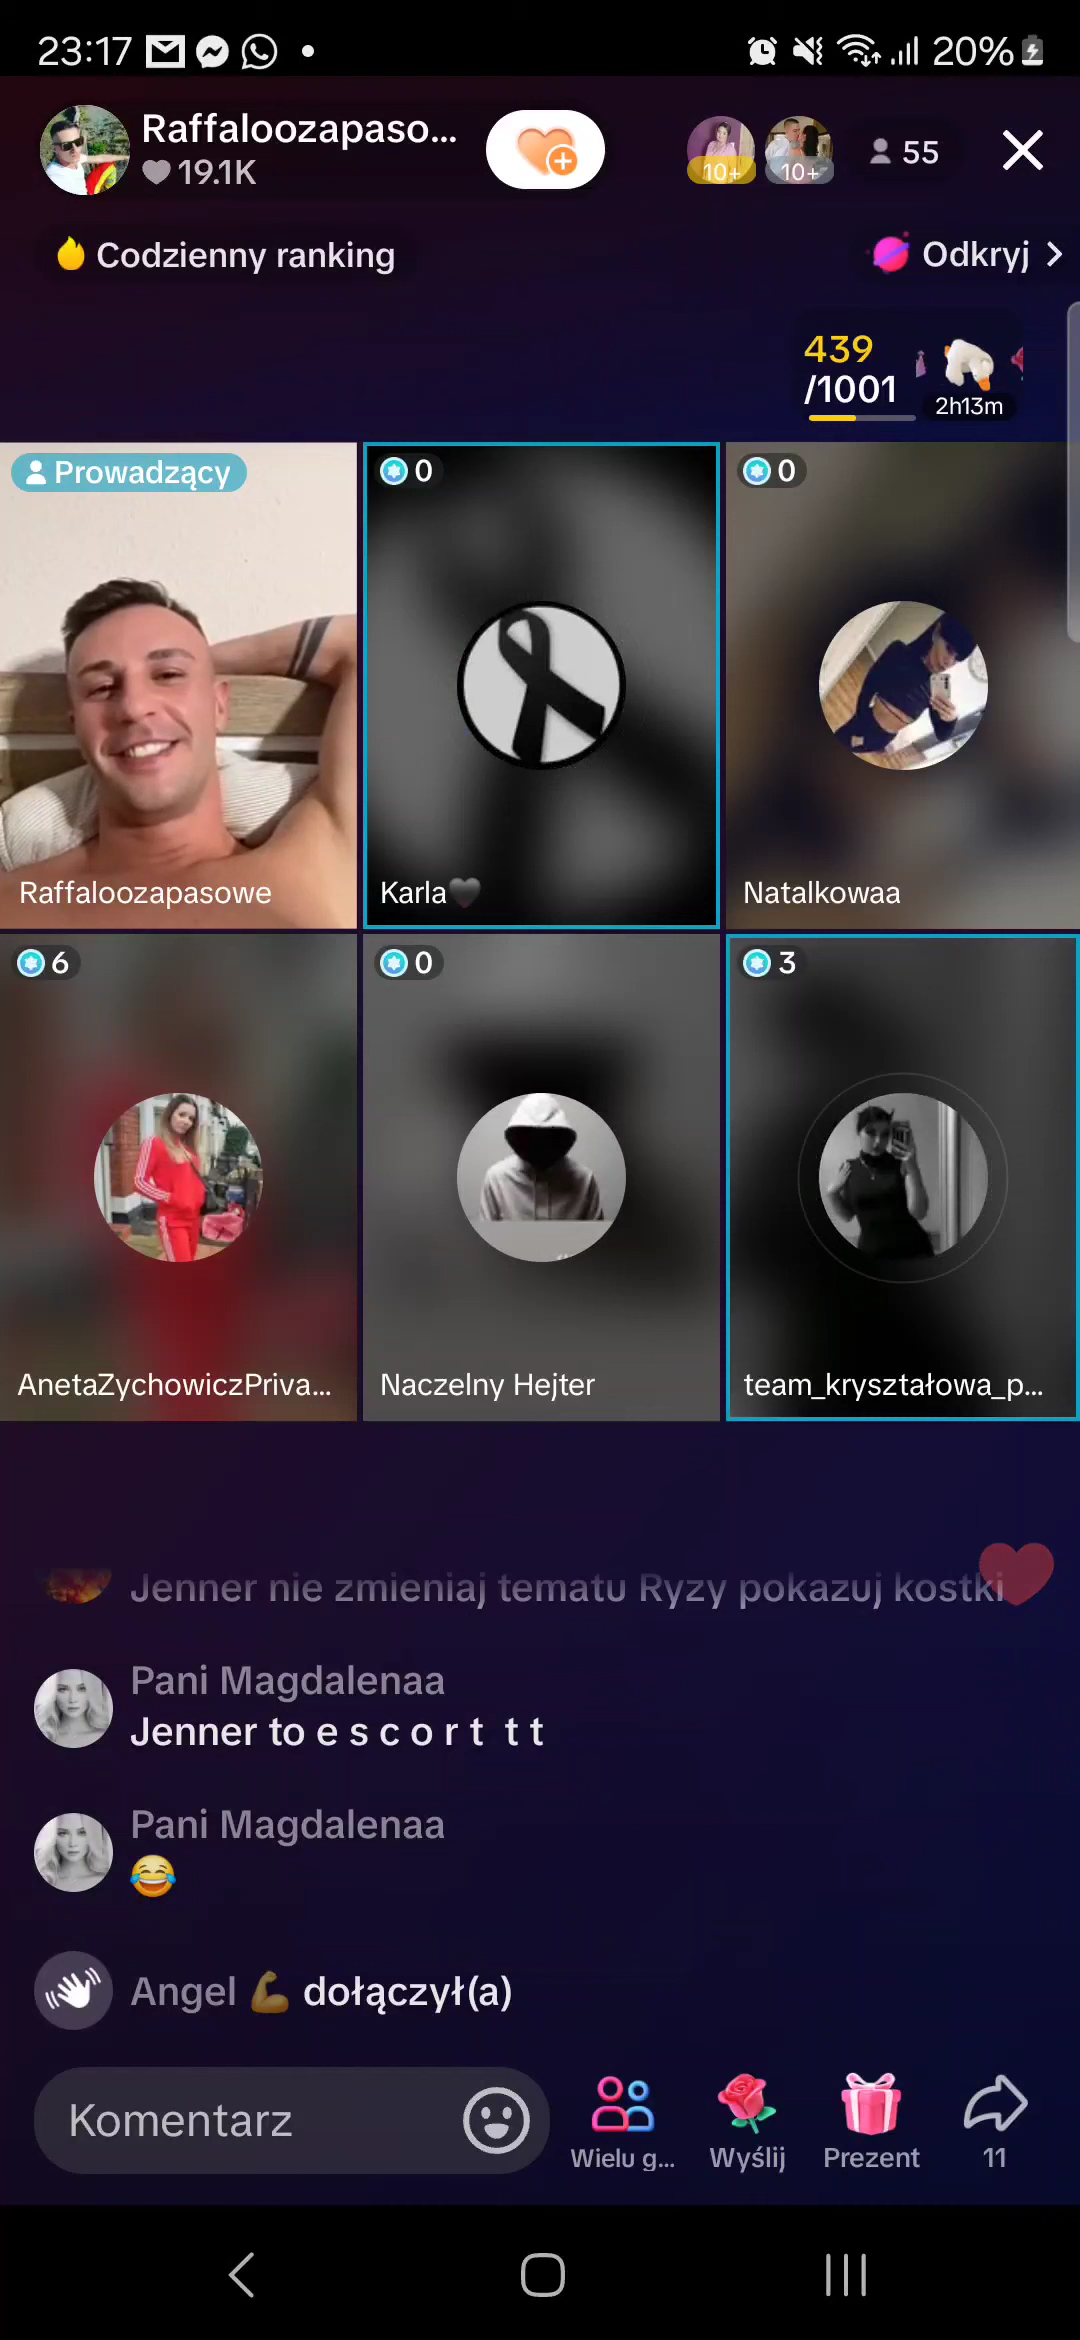 23:17
20%
Raffaloozapaso...
19.1K
10+
10+
55
Codzienny ranking
Odkryj
439
/1001
2h13m
Prowadzący
0
0
Raffaloozapasowe
Karla🖤
Natalkowaa
6
0
3
AnetaZychowiczPriva...
Naczelny Hejter
team_kryształowa_p...
Jenner nie zmieniaj tematu Ryzy pokazuj kostki
Pani Magdalenaa
Jenner to e s c o r t  t t
Pani Magdalenaa
😂
Angel 💪 dołączył(a)
Komentarz
Wielu g...
Wyślij
Prezent
11